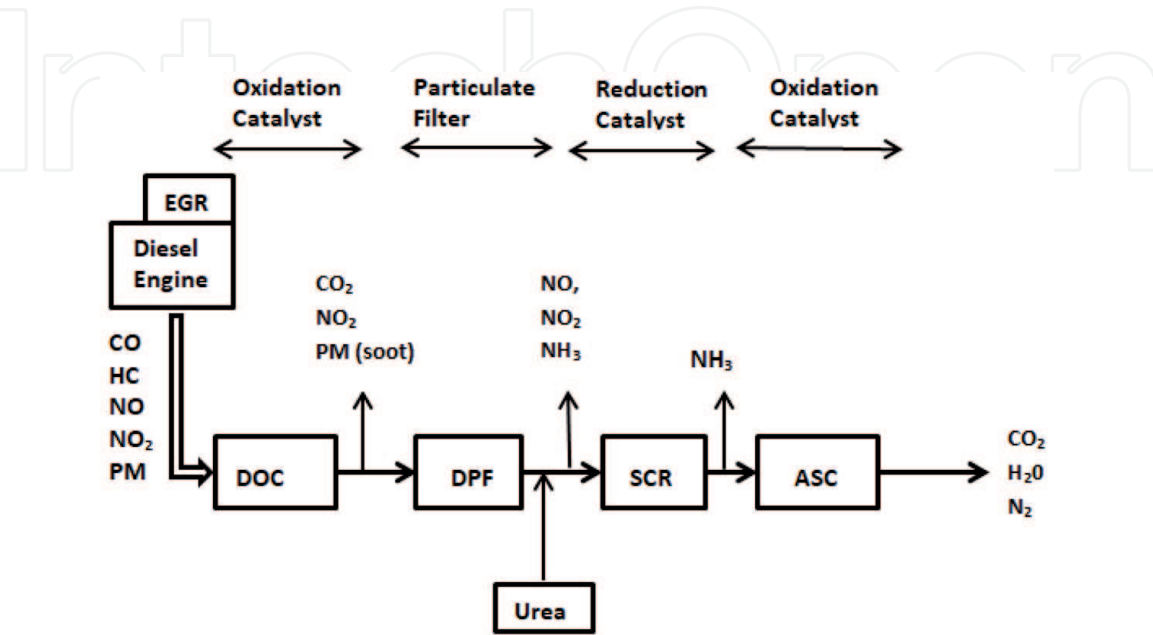 IntechOpen
Oxidation
Catalyst
Particulate
Filter
Reduction
Catalyst
Oxidation
Catalyst
EGR
Diesel
Engine
CO
HC
NO
NO₂
PM
CO₂
NO₂
PM (soot)
NO,
NO₂
NH₃
NH₃
DOC
DPF
SCR
ASC
CO₂
H₂0
N₂
Urea